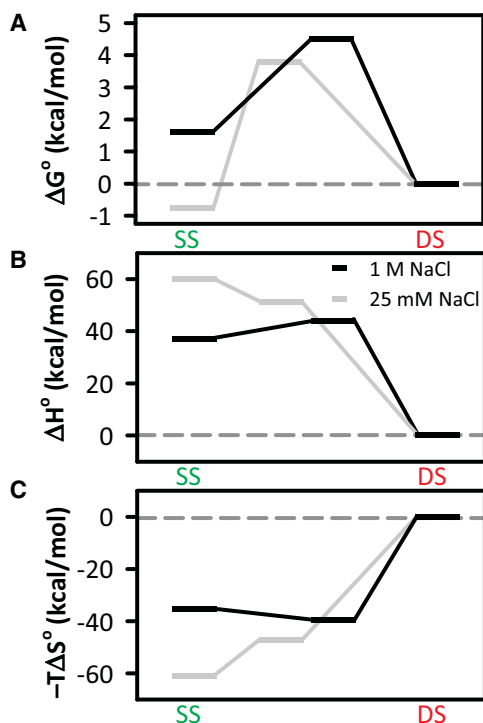 A
ΔG° (kcal/mol)
5
4
3
2
1
0
-1
SS DS
B
ΔH° (kcal/mol)
60
40
20
0
1 M NaCl
25 mM NaCl
SS DS
C
−TΔS° (kcal/mol)
0
-20
-40
-60
SS DS